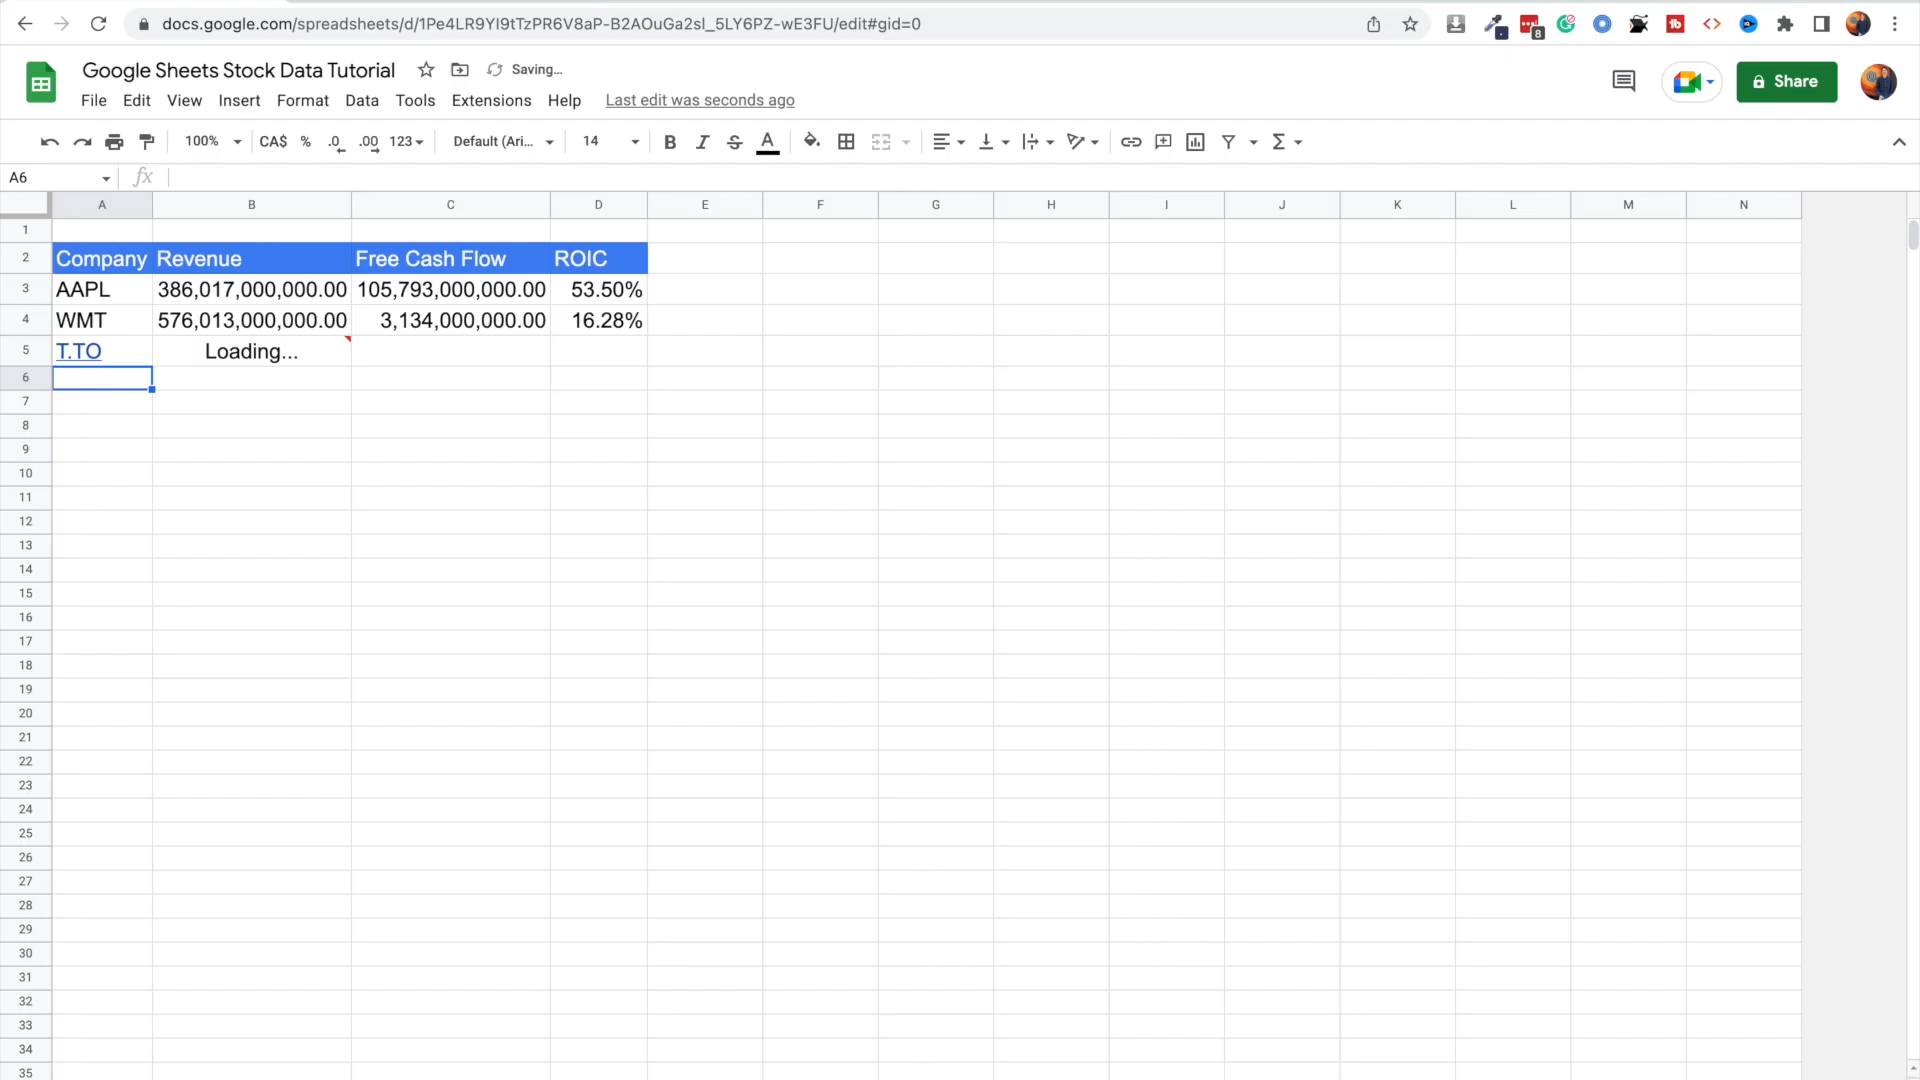 docs.google.com/spreadsheets/d/1Pe4LR9YI9tTzPR6V8aP-B2AOuGa2sI_5LY6PZ-wE3FU/edit#gid=0
8
tb
Google Sheets Stock Data Tutorial Saving...
File Edit View Insert Format Data Tools Extensions Help Last edit was seconds ago
Share
100% CA$ % .0 .00 123 Default (Ari... 14 B I S A
A6 fx
A B C D E F G H I J K L M N
1
2 Company Revenue Free Cash Flow ROIC
3 AAPL 386,017,000,000.00 105,793,000,000.00 53.50%
4 WMT 576,013,000,000.00 3,134,000,000.00 16.28%
5 T.TO Loading...
6
7
8
9
10
11
12
13
14
15
16
17
18
19
20
21
22
23
24
25
26
27
28
29
30
31
32
33
34
35